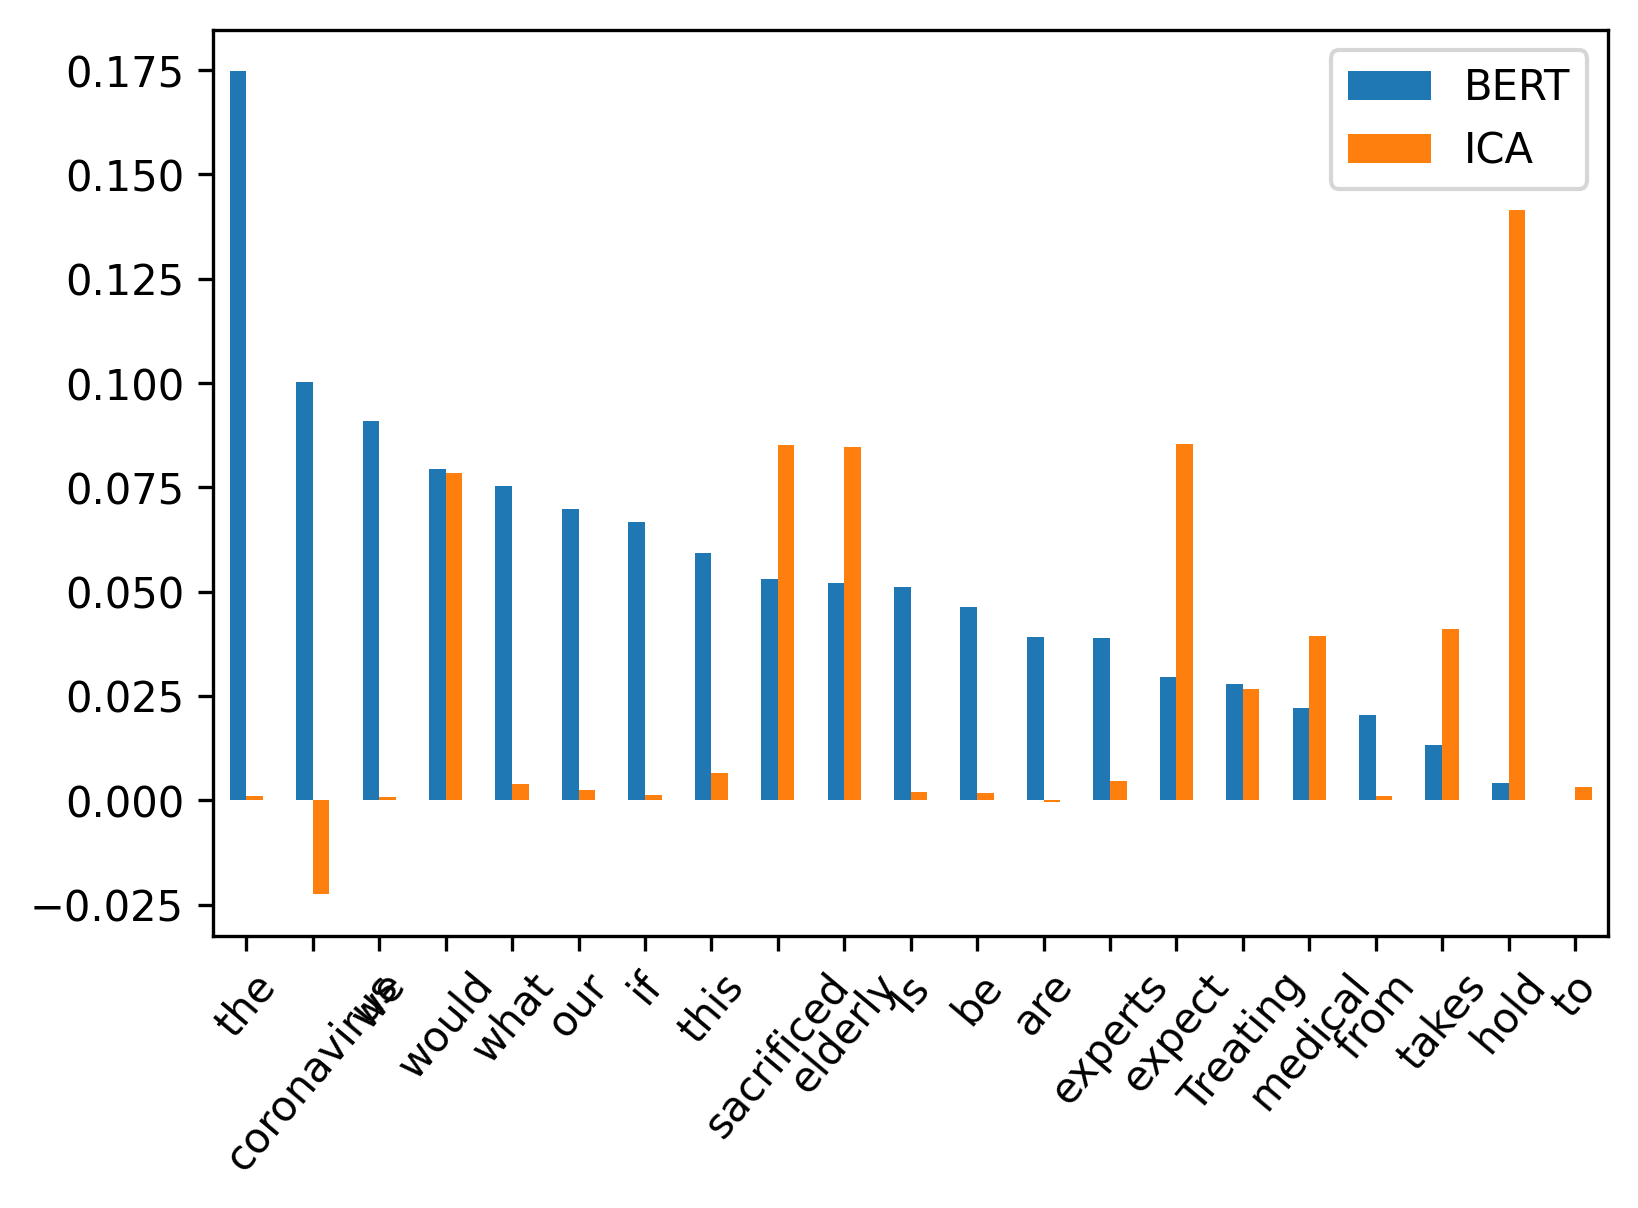 BERT
ICA
0.175
0.150
0.125
0.100
0.075
0.050
0.025
0.000
−0.025
the
coronavirus
we
would
what
our
if
this
sacrificed
elderly
Is
be
are
experts
expect
Treating
medical
from
takes
hold
to